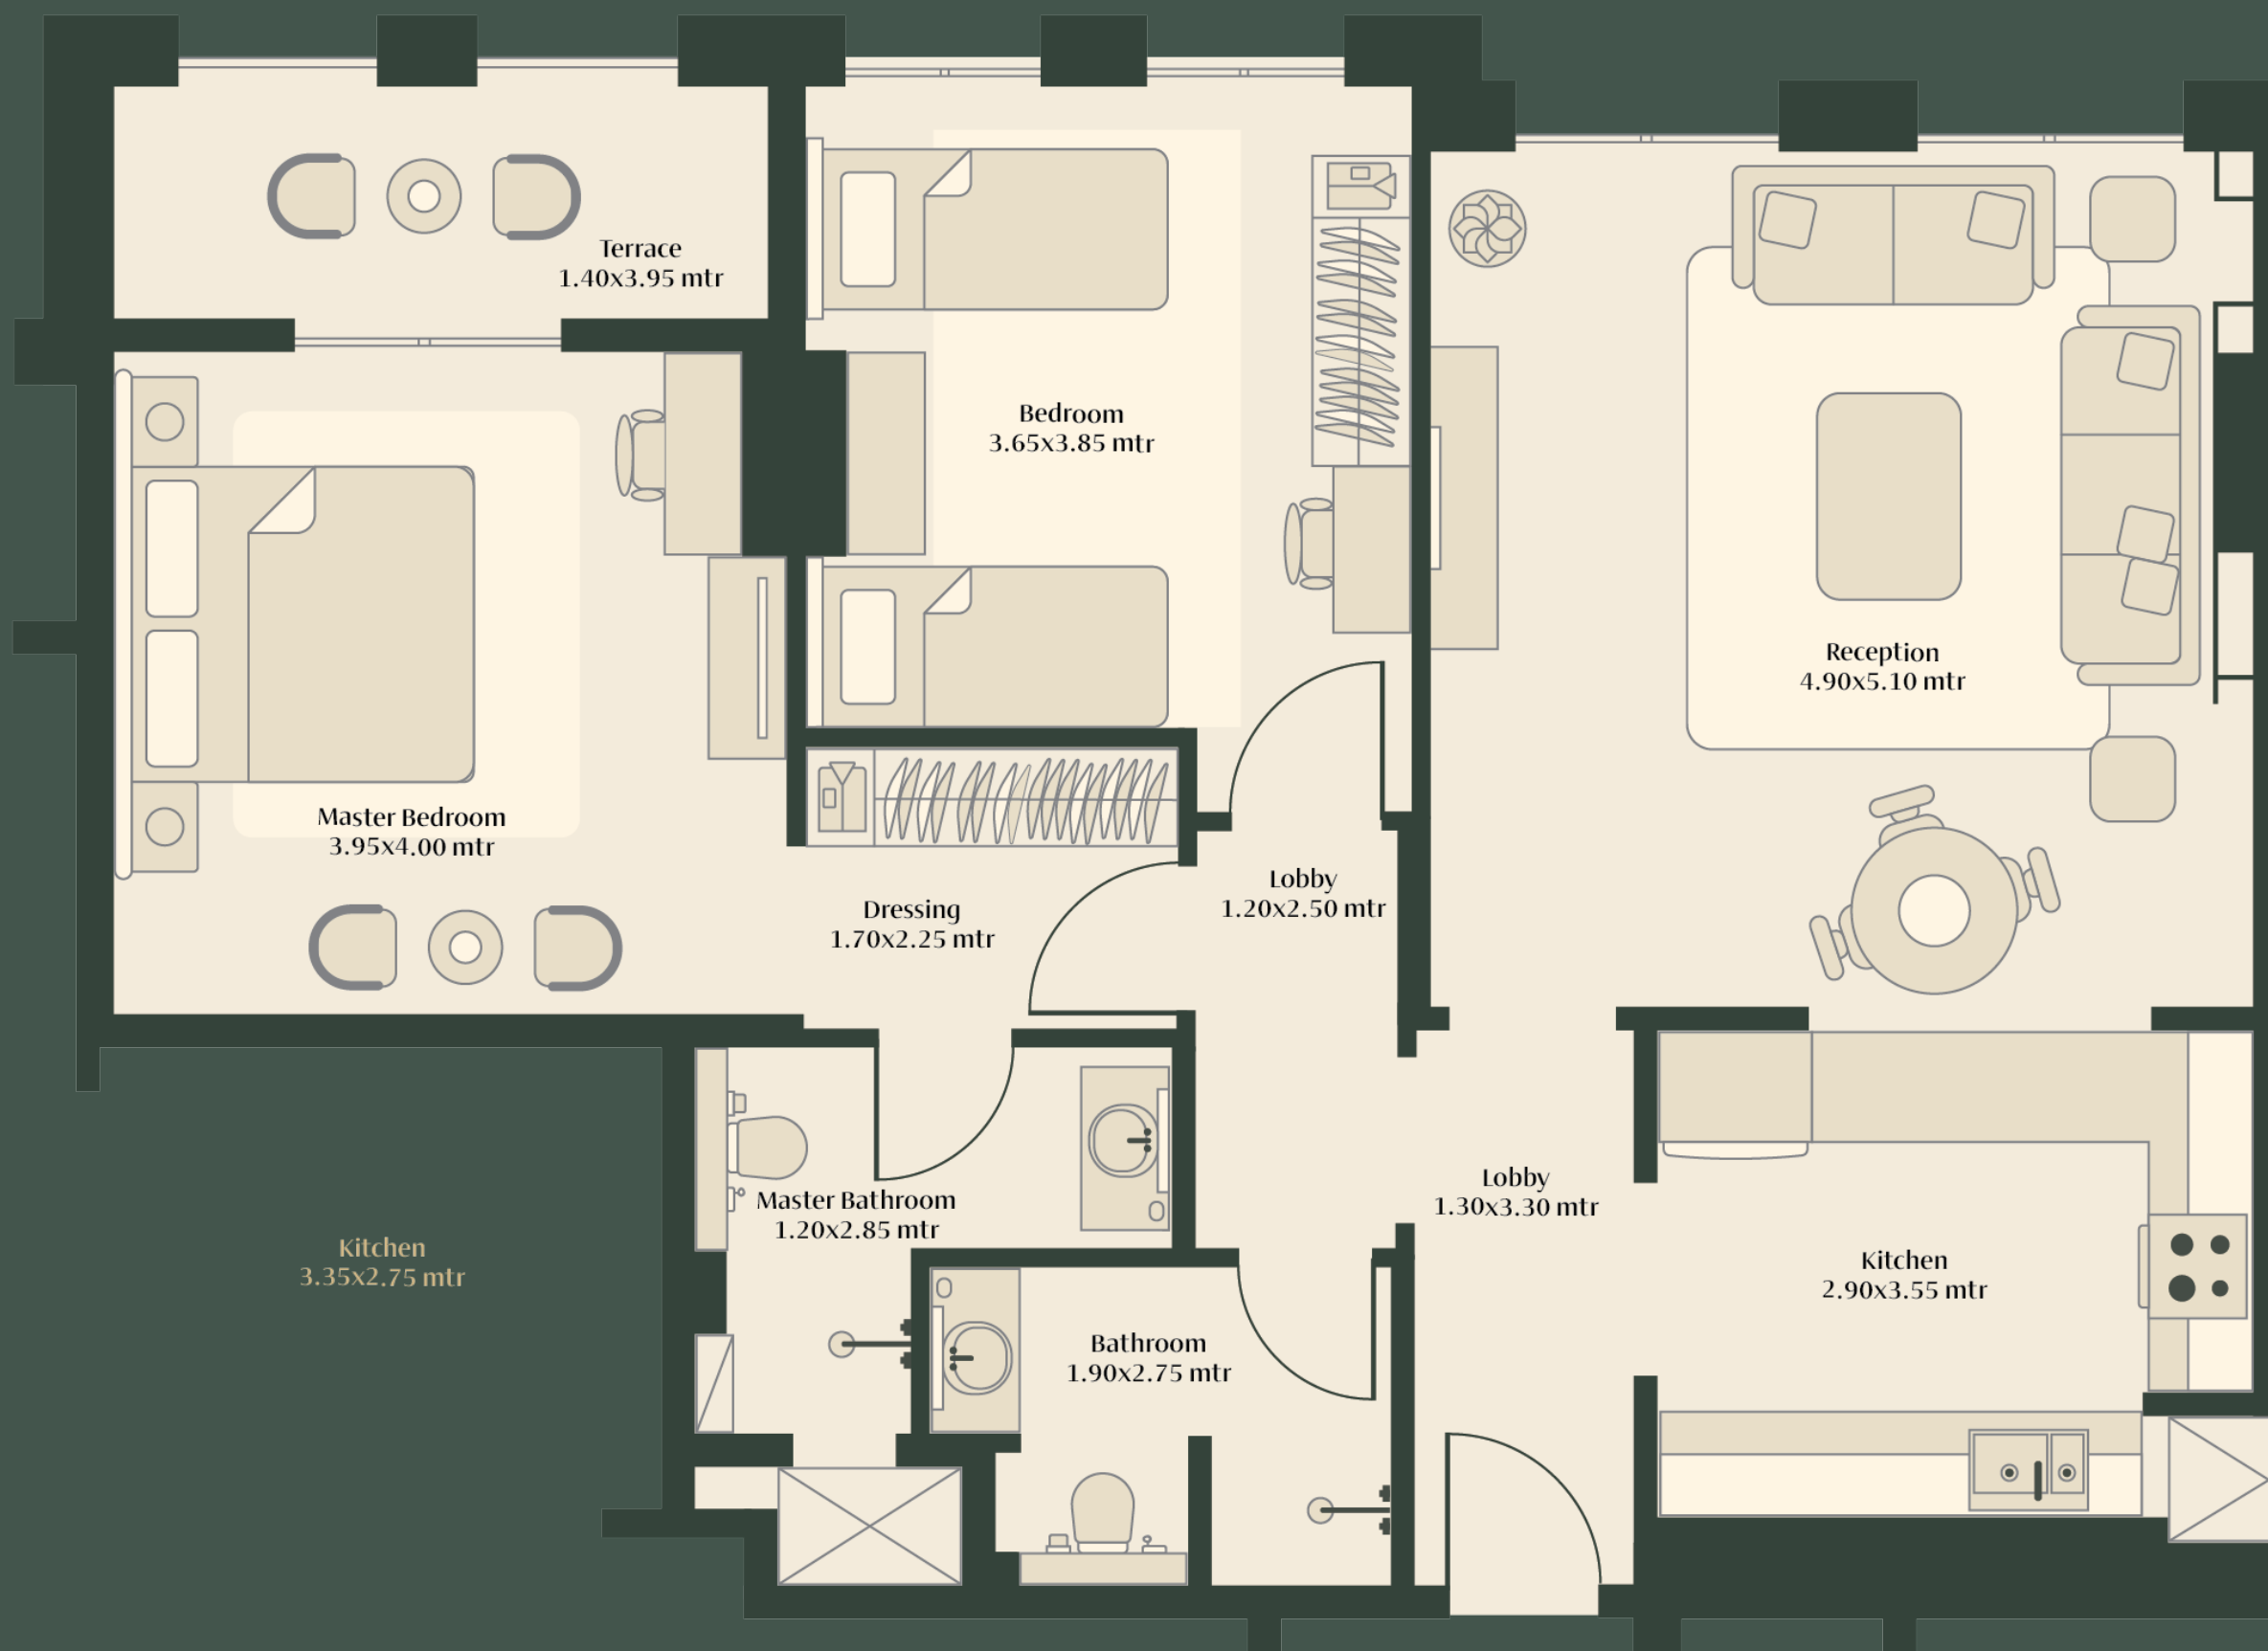 Terrace
1.40x3.95 mtr
Bedroom
3.65x3.85 mtr
Reception
4.90x5.10 mtr
Master Bedroom
3.95x4.00 mtr
Dressing
1.70x2.25 mtr
Lobby
1.20x2.50 mtr
Master Bathroom
1.20x2.85 mtr
Lobby
1.30x3.30 mtr
Kitchen
3.35x2.75 mtr
Kitchen
2.90x3.55 mtr
Bathroom
1.90x2.75 mtr